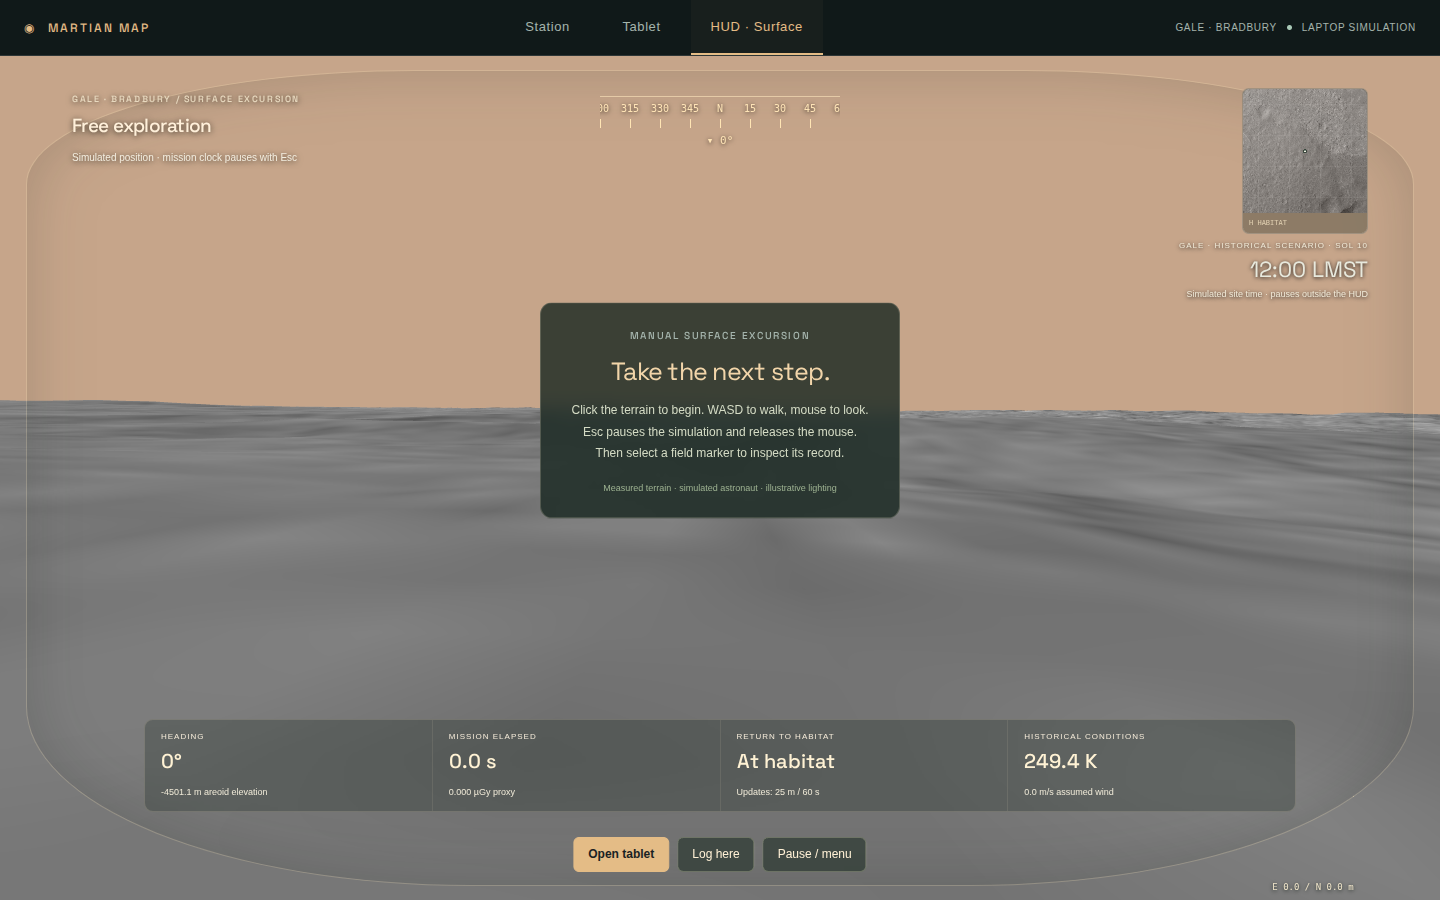 ◉ MARTIAN MAP
Station
Tablet
HUD · Surface
GALE · BRADBURY ● LAPTOP SIMULATION
GALE · BRADBURY / SURFACE EXCURSION
Free exploration
Simulated position · mission clock pauses with Esc
315 330 345 N 15 30 45 6
▾ 0°
H HABITAT
GALE · HISTORICAL SCENARIO · SOL 10
12:00 LMST
Simulated site time · pauses outside the HUD
MANUAL SURFACE EXCURSION
Take the next step.
Click the terrain to begin. WASD to walk, mouse to look.
Esc pauses the simulation and releases the mouse.
Then select a field marker to inspect its record.
Measured terrain · simulated astronaut · illustrative lighting
HEADING
0°
-4501.1 m areoid elevation
MISSION ELAPSED
0.0 s
0.000 µGy proxy
RETURN TO HABITAT
At habitat
Updates: 25 m / 60 s
HISTORICAL CONDITIONS
249.4 K
0.0 m/s assumed wind
Open tablet
Log here
Pause / menu
E 0.0 / N 0.0 m